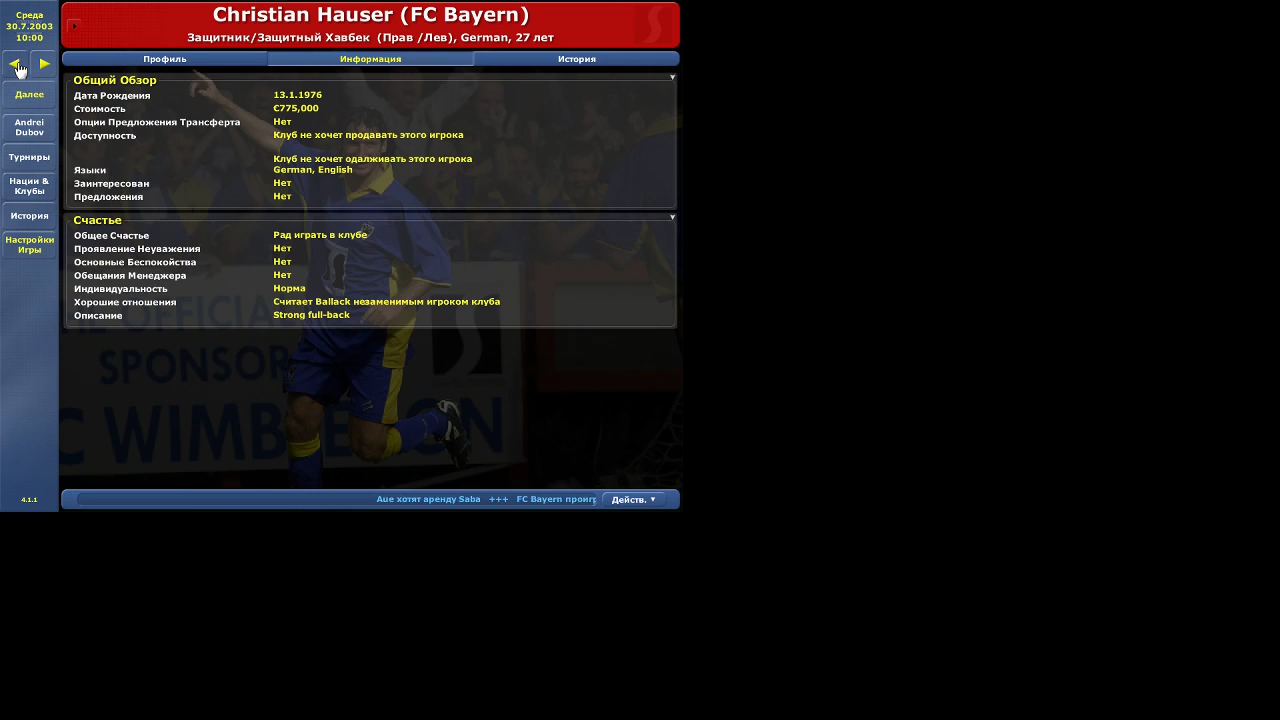 Среда
30.7.2003
10:00
Christian Hauser (FC Bayern)
Защитник/Защитный Хавбек (Прав /Лев), German, 27 лет
Профиль Информация История
Далее
Andrei
Dubov
Турниры
Нации &
Клубы
История
Настройки
Игры
4.1.1
Общий Обзор
Дата Рождения 13.1.1976
Стоимость €775,000
Опции Предложения Трансферта Нет
Доступность Клуб не хочет продавать этого игрока
Клуб не хочет одалживать этого игрока
Языки German, English
Заинтересован Нет
Предложения Нет
Счастье
Общее Счастье Рад играть в клубе
Проявление Неуважения Нет
Основные Беспокойства Нет
Обещания Менеджера Нет
Индивидуальность Норма
Хорошие отношения Считает Ballack незаменимым игроком клуба
Описание Strong full-back
OFFICIAL
SPONSOR
C WIMB
Aue хотят аренду Saba +++ FC Bayern проигр
Действ.